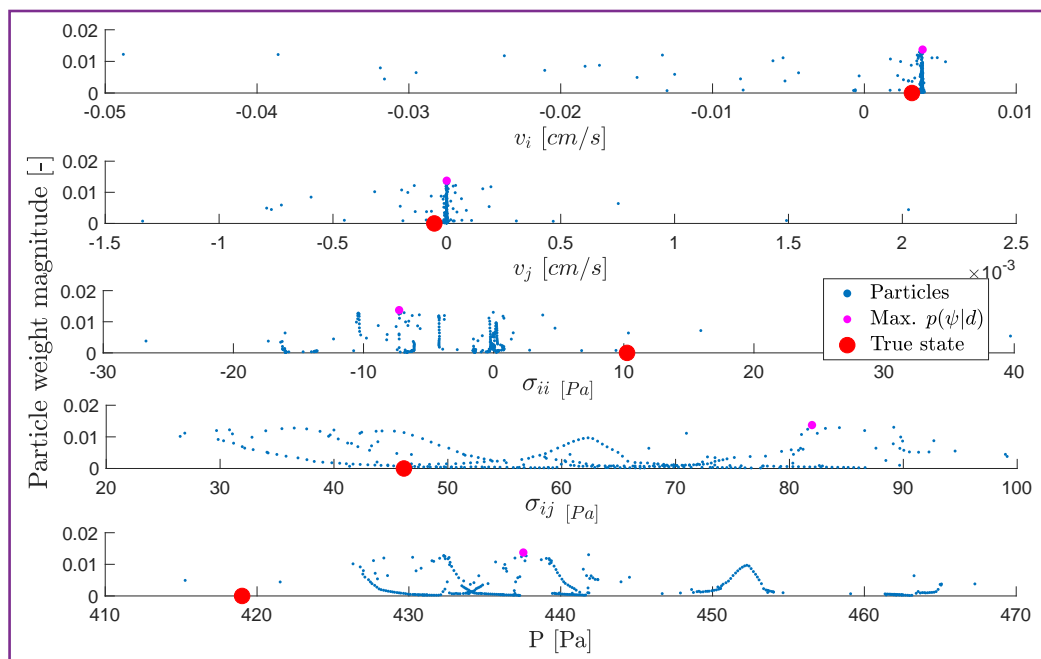 Particle weight magnitude [-]
0.02
0.01
0
-0.05 -0.04 -0.03 -0.02 -0.01 0 0.01
v_i [cm/s]
0.02
0.01
0
-1.5 -1 -0.5 0 0.5 1 1.5 2 2.5
v_j [cm/s]
×10^-3
0.02
0.01
0
-30 -20 -10 0 10 20 30 40
σ_ii [Pa]
Particles
Max. p(ψ|d)
True state
0.02
0.01
0
20 30 40 50 60 70 80 90 100
σ_ij [Pa]
0.02
0.01
0
410 420 430 440 450 460 470
P [Pa]